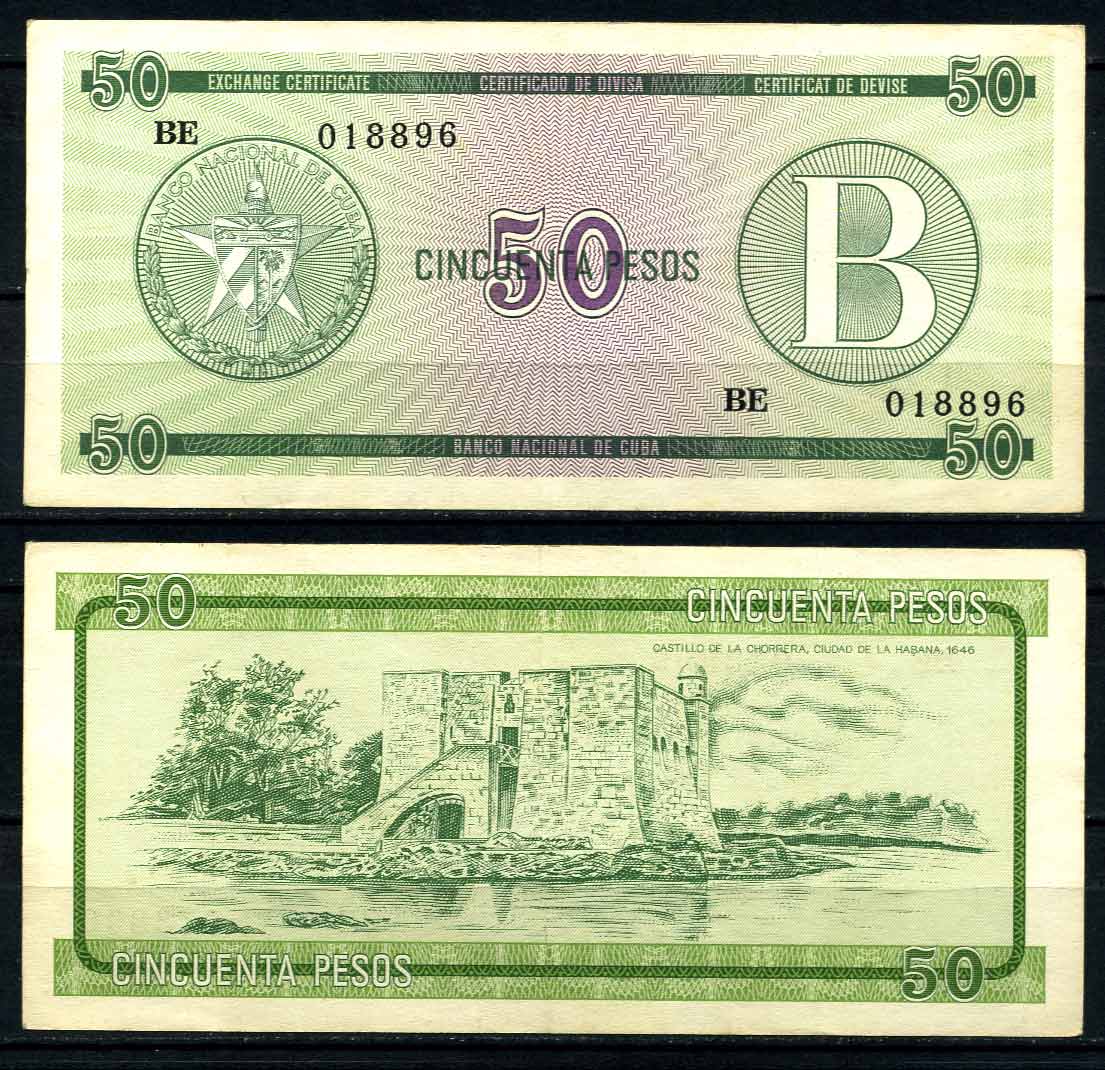 50 EXCHANGE CERTIFICATE CERTIFICADO DE DIVISA CERTIFICAT DE DEVISE 50
BE 018896
BANCO NACIONAL DE CUBA
50
CINCUENTA PESOS
B
BE 018896
50 BANCO NACIONAL DE CUBA 50
50 CINCUENTA PESOS
CASTILLO DE LA CHORRERA, CIUDAD DE LA HABANA, 1646
CINCUENTA PESOS 50